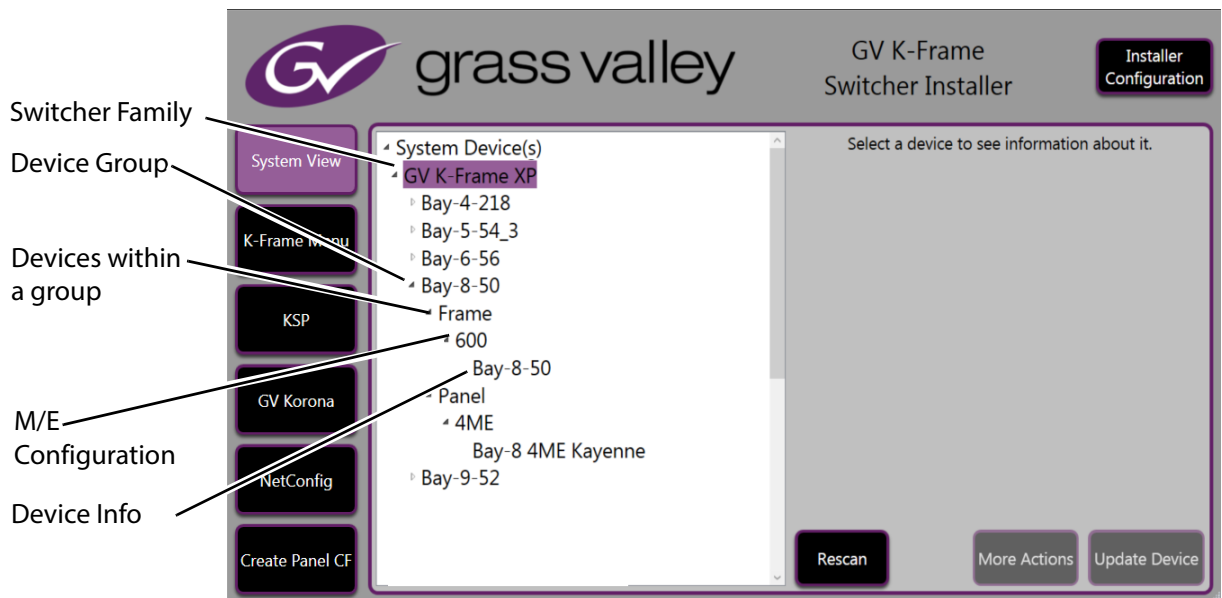 GV grass valley
GV K-Frame
Switcher Installer
Installer
Configuration
Switcher Family
Device Group
Devices within
a group
M/E
Configuration
Device Info
System View
K-Frame Menu
KSP
GV Korona
NetConfig
Create Panel CF
System Device(s)
GV K-Frame XP
Bay-4-218
Bay-5-54_3
Bay-6-56
Bay-8-50
Frame
600
Bay-8-50
Panel
4ME
Bay-8 4ME Kayenne
Bay-9-52
Select a device to see information about it.
Rescan
More Actions
Update Device